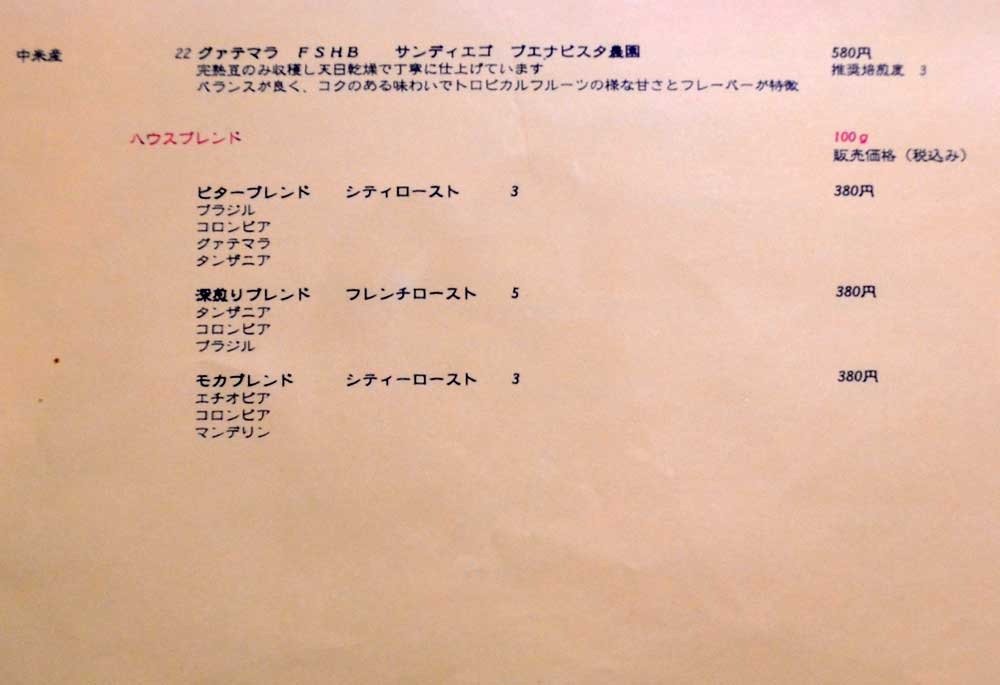 中米産 22 グァテマラ FSHB サンディエゴ ブエナビスタ農園 580円
完熟豆のみ収穫し天日乾燥で丁寧に仕上げています 推奨焙煎度 3
バランスが良く、コクのある味わいでトロピカルフルーツの様な甘さとフレーバーが特徴
ハウスブレンド 100g
販売価格(税込み)
ビターブレンド シティロースト 3 380円
ブラジル
コロンビア
グァテマラ
タンザニア
深煎りブレンド フレンチロースト 5 380円
タンザニア
コロンビア
ブラジル
モカブレンド シティーロースト 3 380円
エチオピア
コロンビア
マンデリン